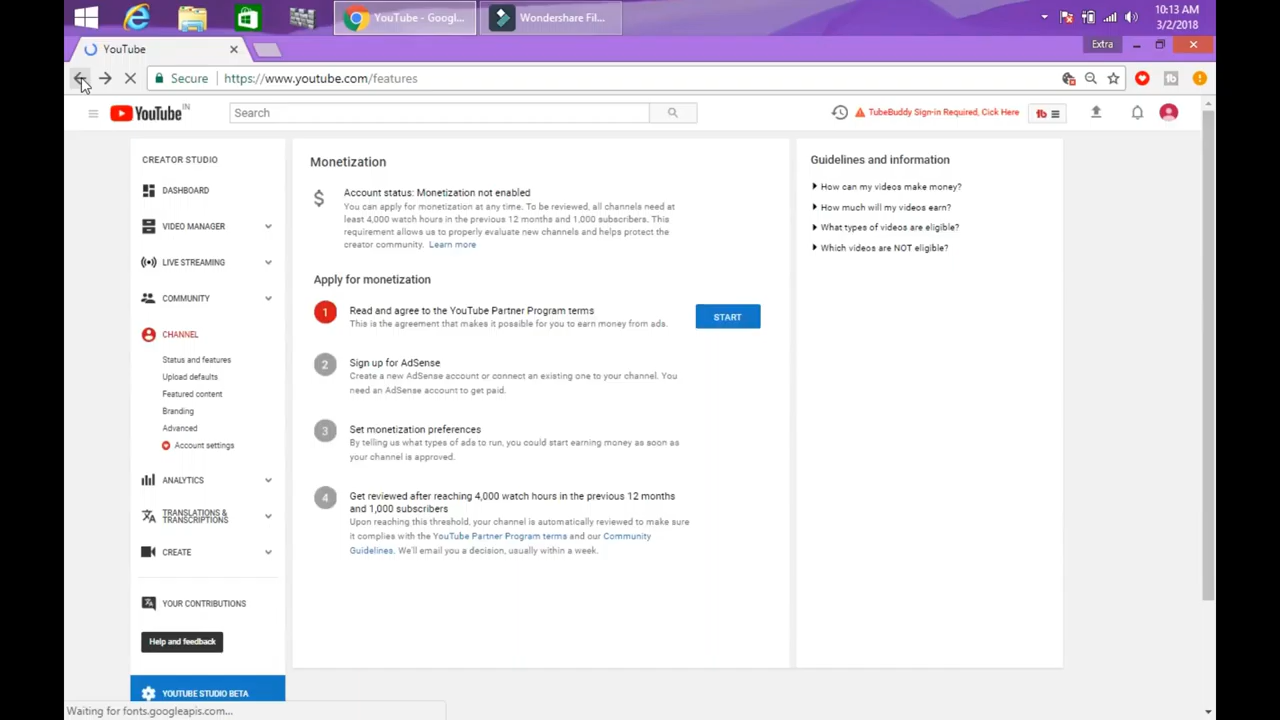 YouTube - Googl...
Wondershare Fil...
10:13 AM
3/2/2018
YouTube
Extra
Secure
https://www.youtube.com/features
YouTube IN
Search
TubeBuddy Sign-in Required, Cick Here
tb
CREATOR STUDIO
DASHBOARD
VIDEO MANAGER
LIVE STREAMING
COMMUNITY
CHANNEL
Status and features
Upload defaults
Featured content
Branding
Advanced
Account settings
ANALYTICS
TRANSLATIONS &
TRANSCRIPTIONS
CREATE
YOUR CONTRIBUTIONS
Help and feedback
YOUTUBE STUDIO BETA
Monetization
$
Account status: Monetization not enabled
You can apply for monetization at any time. To be reviewed, all channels need at
least 4,000 watch hours in the previous 12 months and 1,000 subscribers. This
requirement allows us to properly evaluate new channels and helps protect the
creator community. Learn more
Apply for monetization
1
Read and agree to the YouTube Partner Program terms
This is the agreement that makes it possible for you to earn money from ads.
START
2
Sign up for AdSense
Create a new AdSense account or connect an existing one to your channel. You
need an AdSense account to get paid.
3
Set monetization preferences
By telling us what types of ads to run, you could start earning money as soon as
your channel is approved.
4
Get reviewed after reaching 4,000 watch hours in the previous 12 months
and 1,000 subscribers
Upon reaching this threshold, your channel is automatically reviewed to make sure
it complies with the YouTube Partner Program terms and our Community
Guidelines. We'll email you a decision, usually within a week.
Guidelines and information
How can my videos make money?
How much will my videos earn?
What types of videos are eligible?
Which videos are NOT eligible?
Waiting for fonts.googleapis.com...